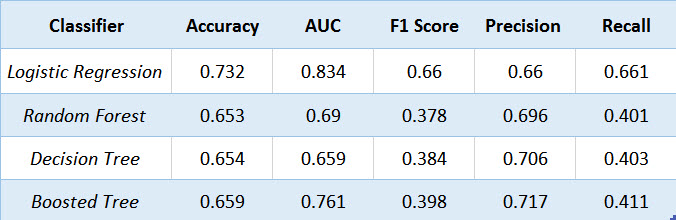 Classifier Accuracy AUC F1 Score Precision Recall
Logistic Regression 0.732 0.834 0.66 0.66 0.661
Random Forest 0.653 0.69 0.378 0.696 0.401
Decision Tree 0.654 0.659 0.384 0.706 0.403
Boosted Tree 0.659 0.761 0.398 0.717 0.411